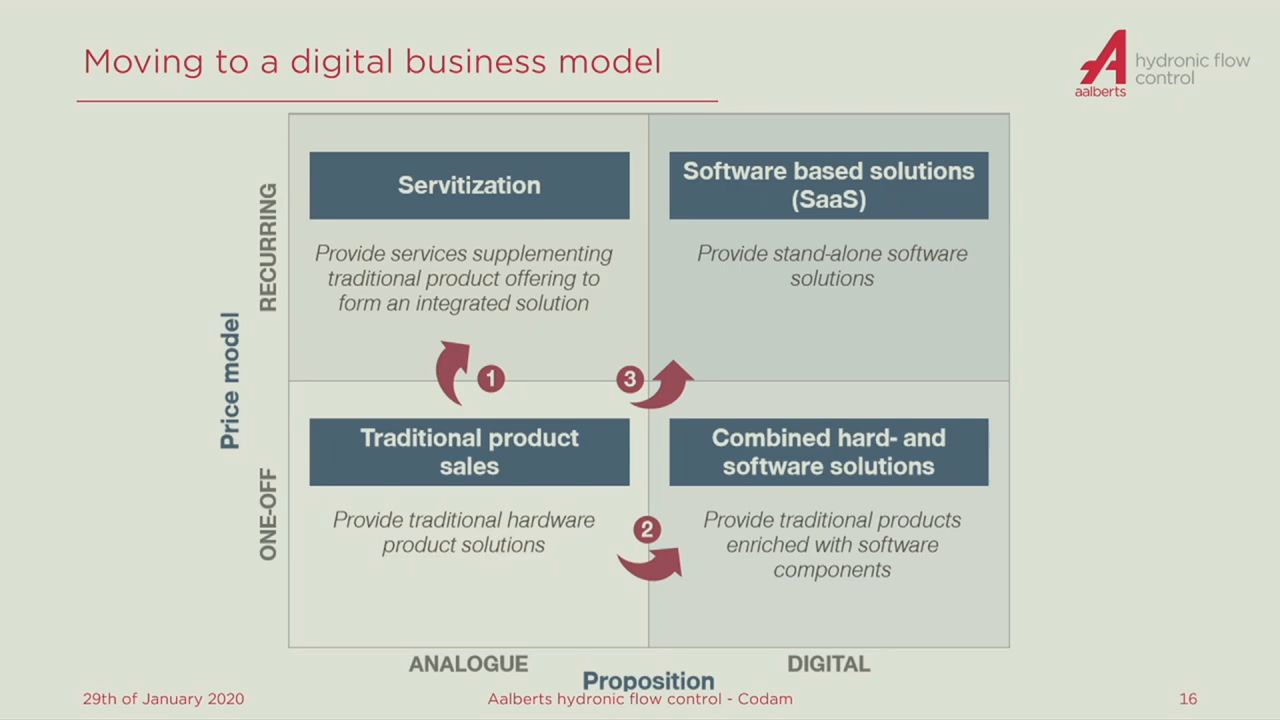 Moving to a digital business model
hydronic flow
control
aalberts
Price model
RECURRING
ONE-OFF
Servitization
Provide services supplementing
traditional product offering to
form an integrated solution
Software based solutions
(SaaS)
Provide stand-alone software
solutions
1
3
Traditional product
sales
Provide traditional hardware
product solutions
2
Combined hard- and
software solutions
Provide traditional products
enriched with software
components
ANALOGUE
DIGITAL
Proposition
29th of January 2020
Aalberts hydronic flow control - Codam
16